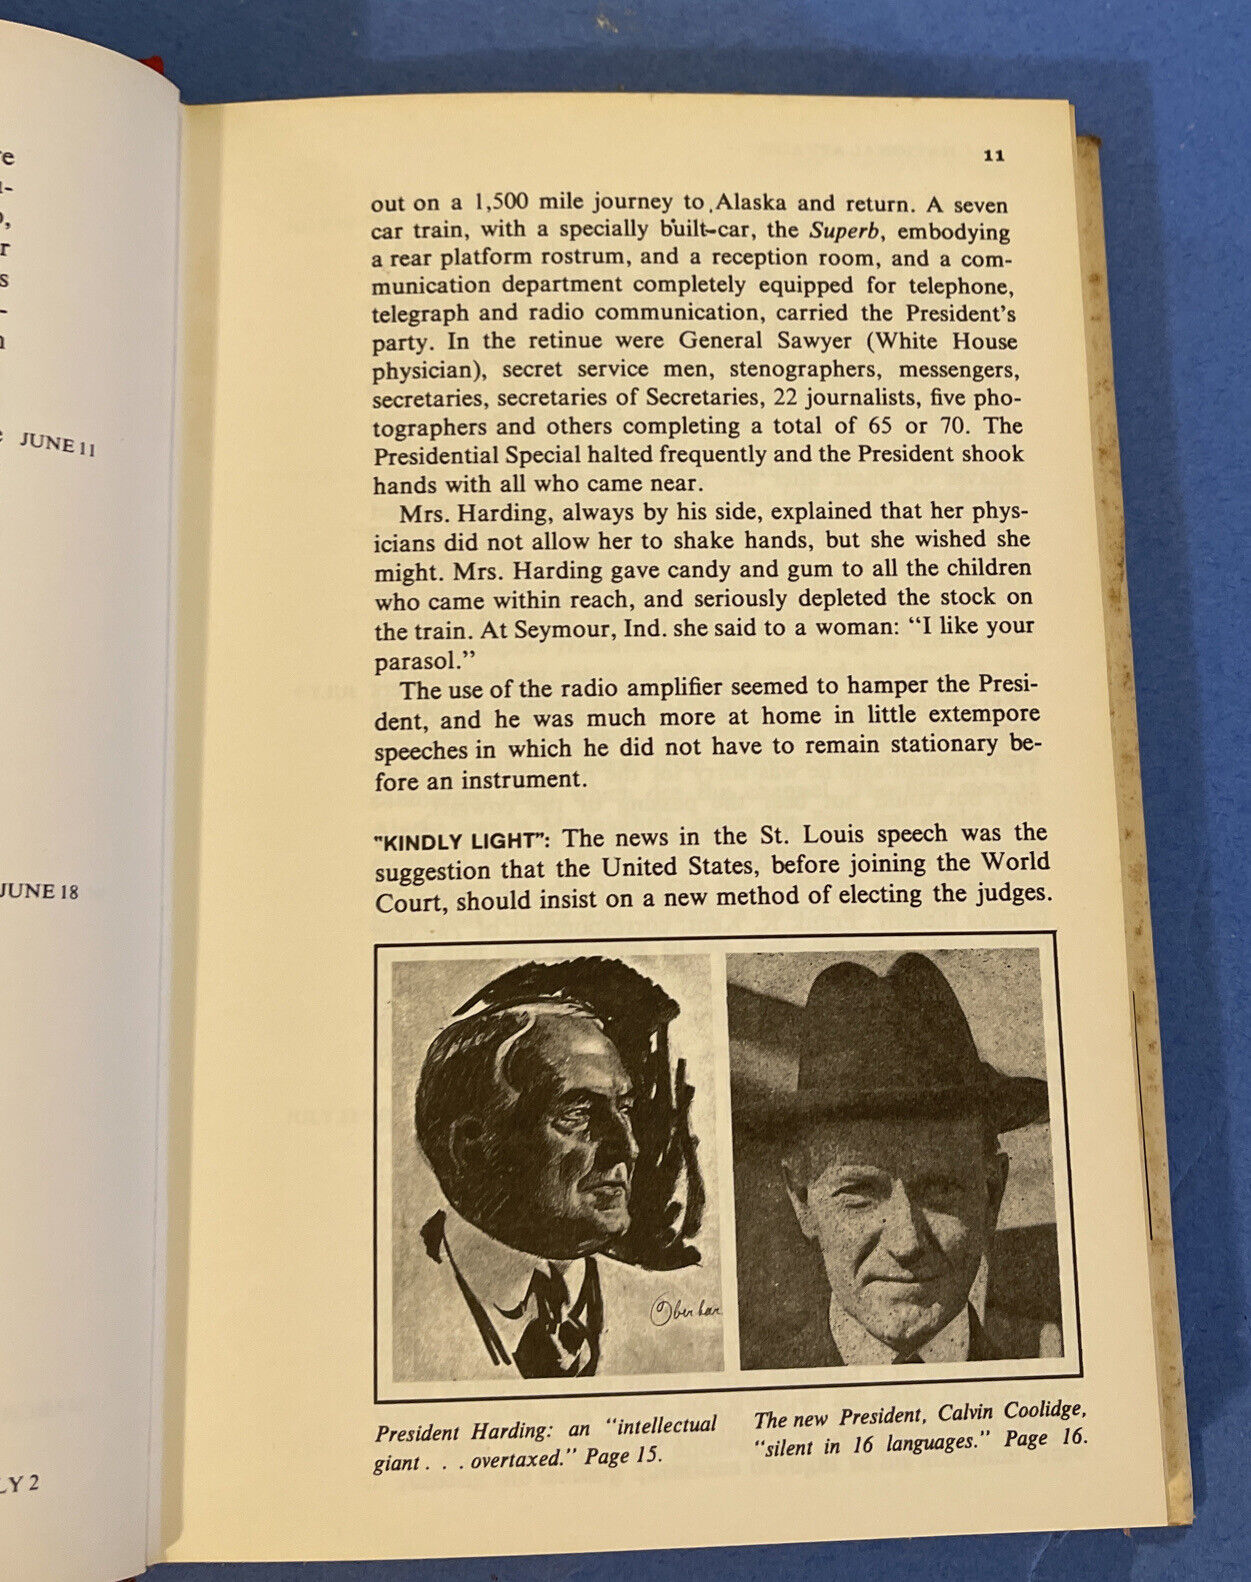 JUNE 11
JUNE 18
LY 2
11
out on a 1,500 mile journey to Alaska and return. A seven
car train, with a specially built-car, the Superb, embodying
a rear platform rostrum, and a reception room, and a com-
munication department completely equipped for telephone,
telegraph and radio communication, carried the President's
party. In the retinue were General Sawyer (White House
physician), secret service men, stenographers, messengers,
secretaries, secretaries of Secretaries, 22 journalists, five pho-
tographers and others completing a total of 65 or 70. The
Presidential Special halted frequently and the President shook
hands with all who came near.
Mrs. Harding, always by his side, explained that her phys-
icians did not allow her to shake hands, but she wished she
might. Mrs. Harding gave candy and gum to all the children
who came within reach, and seriously depleted the stock on
the train. At Seymour, Ind. she said to a woman: "I like your
parasol."
The use of the radio amplifier seemed to hamper the Presi-
dent, and he was much more at home in little extempore
speeches in which he did not have to remain stationary be-
fore an instrument.
"KINDLY LIGHT": The news in the St. Louis speech was the
suggestion that the United States, before joining the World
Court, should insist on a new method of electing the judges.
President Harding: an "intellectual
giant . . . overtaxed." Page 15.
The new President, Calvin Coolidge,
"silent in 16 languages." Page 16.